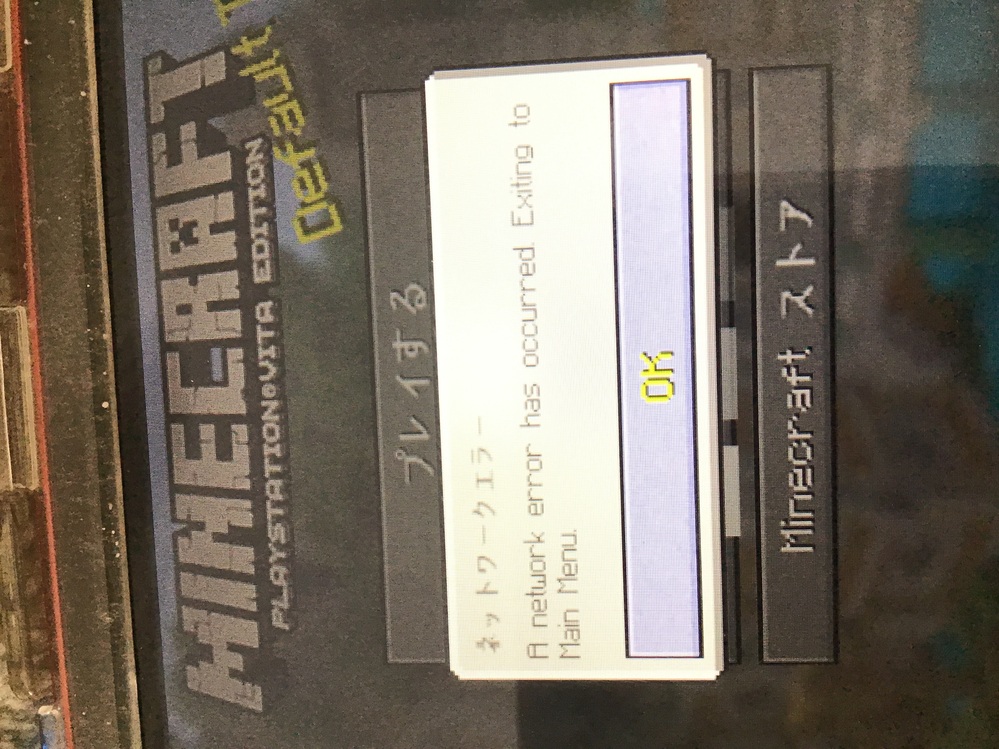 MINECRAFT
PLAYSTATION®VITA EDITION
Default
プレイする
ネットワークエラー
A network error has occurred. Exiting to
Main Menu.
OK
Minecraft ストア